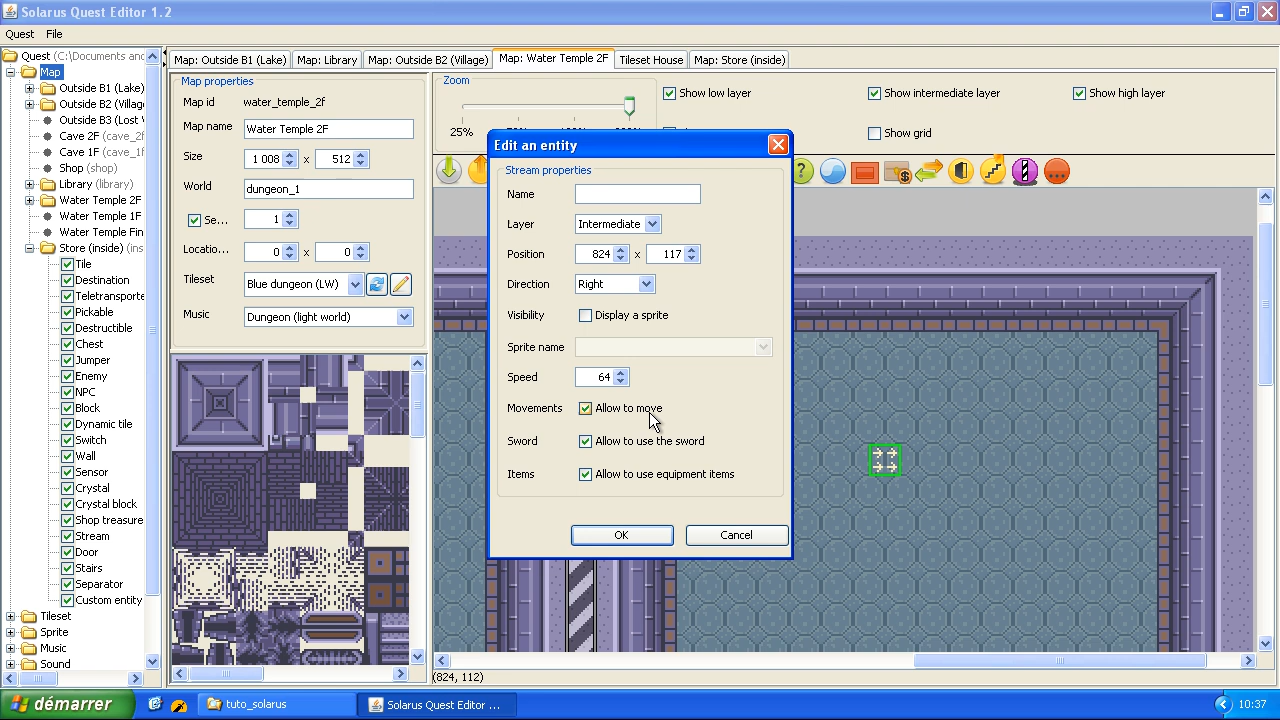 Solarus Quest Editor 1.2
Quest File
Quest (C:\Documents and
Map
Outside B1 (Lake)
Outside B2 (Villag
Outside B3 (Lost
Cave 2F (cave_2f
Cave 1F (cave_1f
Shop (shop)
Library (library)
Water Temple 2F
Water Temple 1F
Water Temple Fin
Store (inside) (ins
Tile
Destination
Teletransporte
Pickable
Destructible
Chest
Jumper
Enemy
NPC
Block
Dynamic tile
Switch
Wall
Sensor
Crystal
Crystal block
Shop treasure
Stream
Door
Stairs
Separator
Custom entity
Tileset
Sprite
Music
Sound
Map: Outside B1 (Lake) Map: Library Map: Outside B2 (Village) Map: Water Temple 2F Tileset House Map: Store (inside)
Map properties
Map id water_temple_2f
Map name Water Temple 2F
Size 1 008 x 512
World dungeon_1
Se... 1
Locatio... 0 x 0
Tileset Blue dungeon (LW)
Music Dungeon (light world)
Zoom
25%
Show low layer Show intermediate layer Show high layer
Show grid
Edit an entity
Stream properties
Name
Layer Intermediate
Position 824 x 117
Direction Right
Visibility Display a sprite
Sprite name
Speed 64
Movements Allow to move
Sword Allow to use the sword
Items Allow to use equipment items
OK Cancel
(824, 112)
démarrer tuto_solarus Solarus Quest Editor ... 10:37